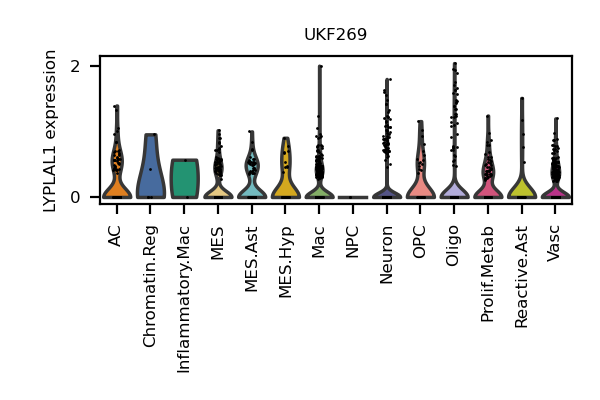 UKF269
LYPLAL1 expression
2
0
AC
Chromatin.Reg
Inflammatory.Mac
MES
MES.Ast
MES.Hyp
Mac
NPC
Neuron
OPC
Oligo
Prolif.Metab
Reactive.Ast
Vasc